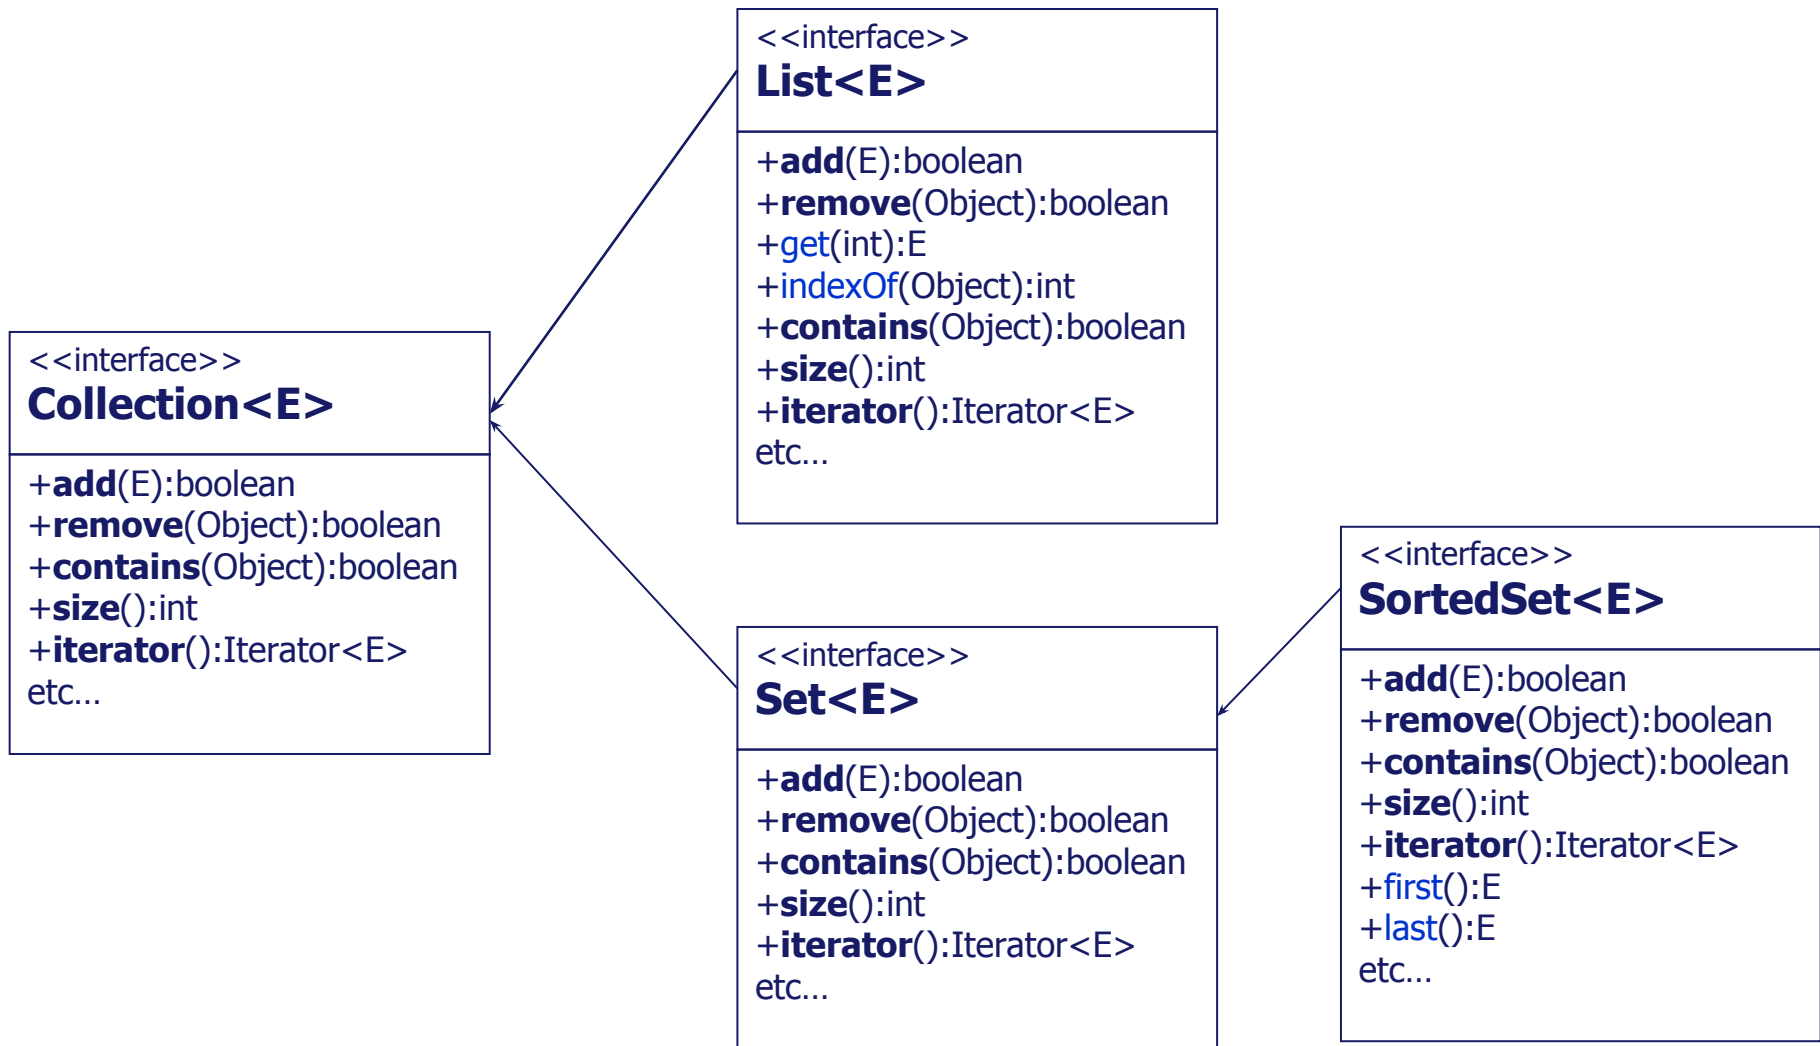 <<interface>>
List<E>
+add(E):boolean
+remove(Object):boolean
+get(int):E
+indexOf(Object):int
+contains(Object):boolean
+size():int
+iterator():Iterator<E>
etc…
<<interface>>
Collection<E>
+add(E):boolean
+remove(Object):boolean
+contains(Object):boolean
+size():int
+iterator():Iterator<E>
etc…
<<interface>>
Set<E>
+add(E):boolean
+remove(Object):boolean
+contains(Object):boolean
+size():int
+iterator():Iterator<E>
etc…
<<interface>>
SortedSet<E>
+add(E):boolean
+remove(Object):boolean
+contains(Object):boolean
+size():int
+iterator():Iterator<E>
+first():E
+last():E
etc…